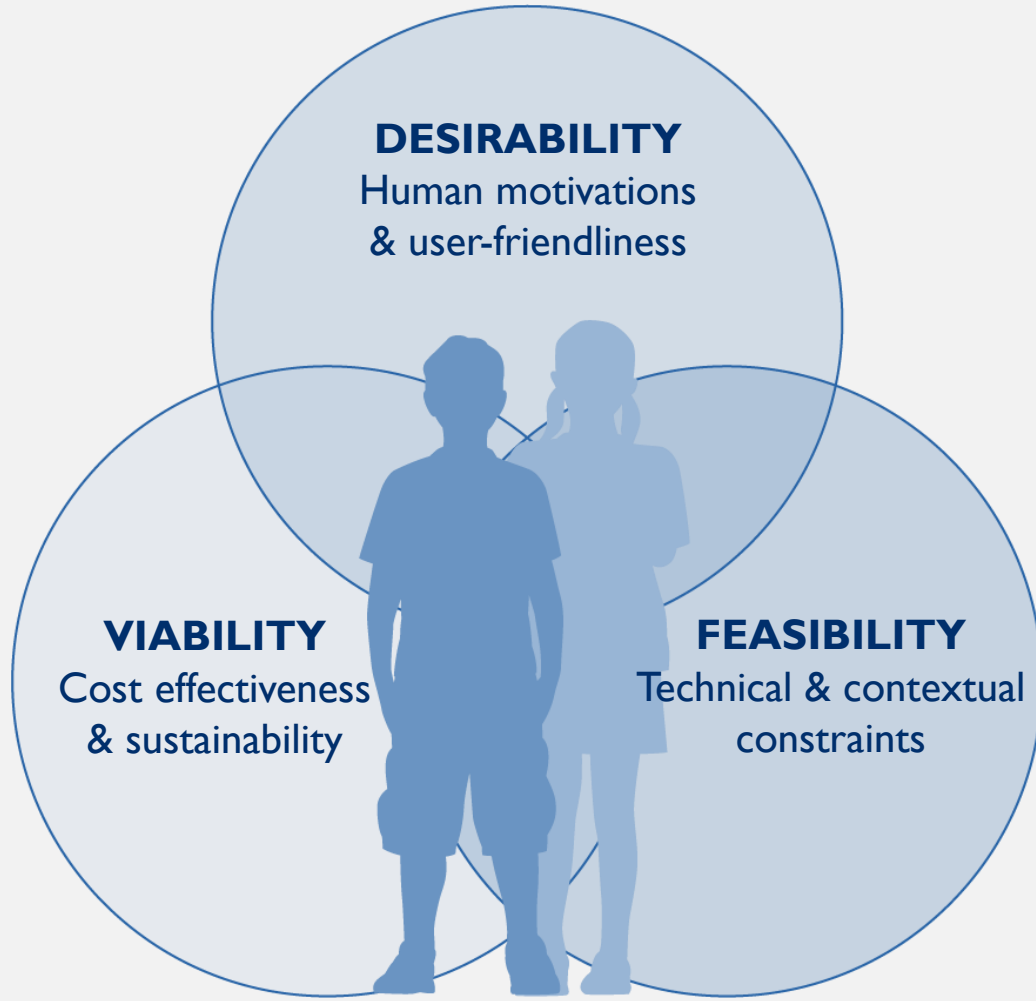 DESIRABILITY
Human motivations
& user-friendliness
VIABILITY
Cost effectiveness
& sustainability
FEASIBILITY
Technical & contextual
constraints